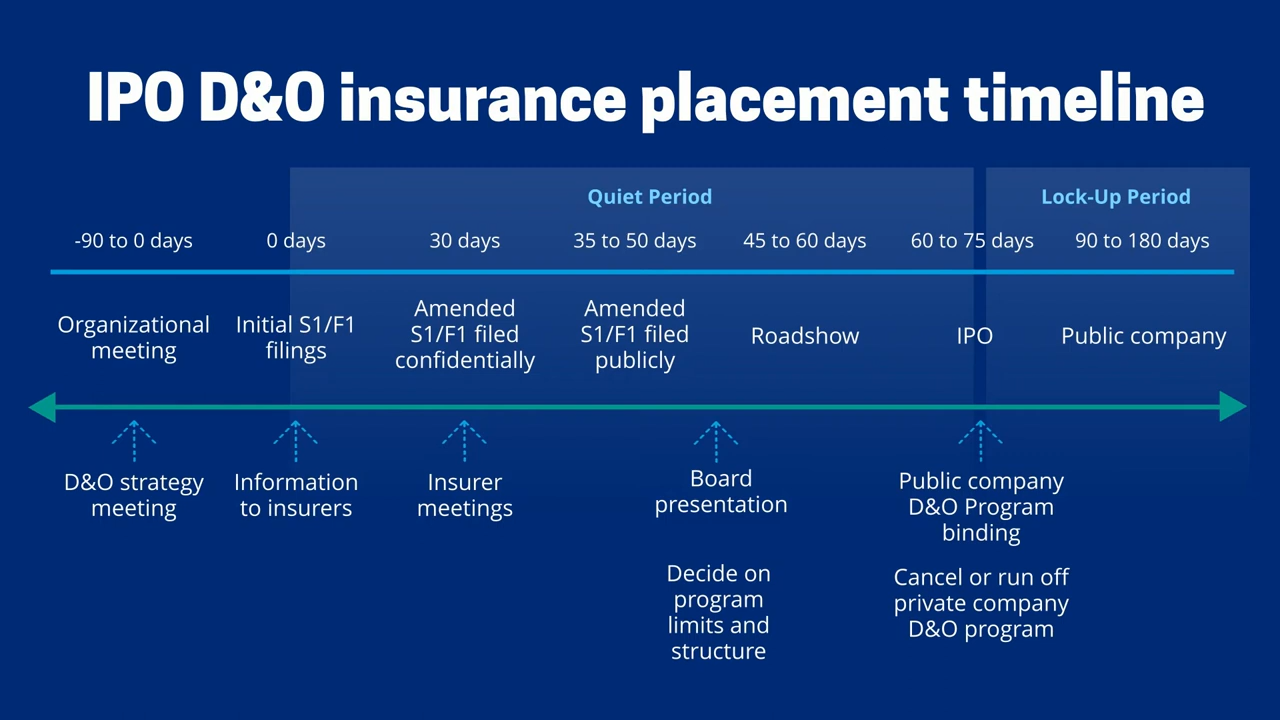 IPO D&O insurance placement timeline
Quiet Period
Lock-Up Period
-90 to 0 days
0 days
30 days
35 to 50 days
45 to 60 days
60 to 75 days
90 to 180 days
Organizational
meeting
Initial S1/F1
filings
Amended
S1/F1 filed
confidentially
Amended
S1/F1 filed
publicly
Roadshow
IPO
Public company
D&O strategy
meeting
Information
to insurers
Insurer
meetings
Board
presentation
Decide on
program
limits and
structure
Public company
D&O Program
binding
Cancel or run off
private company
D&O program